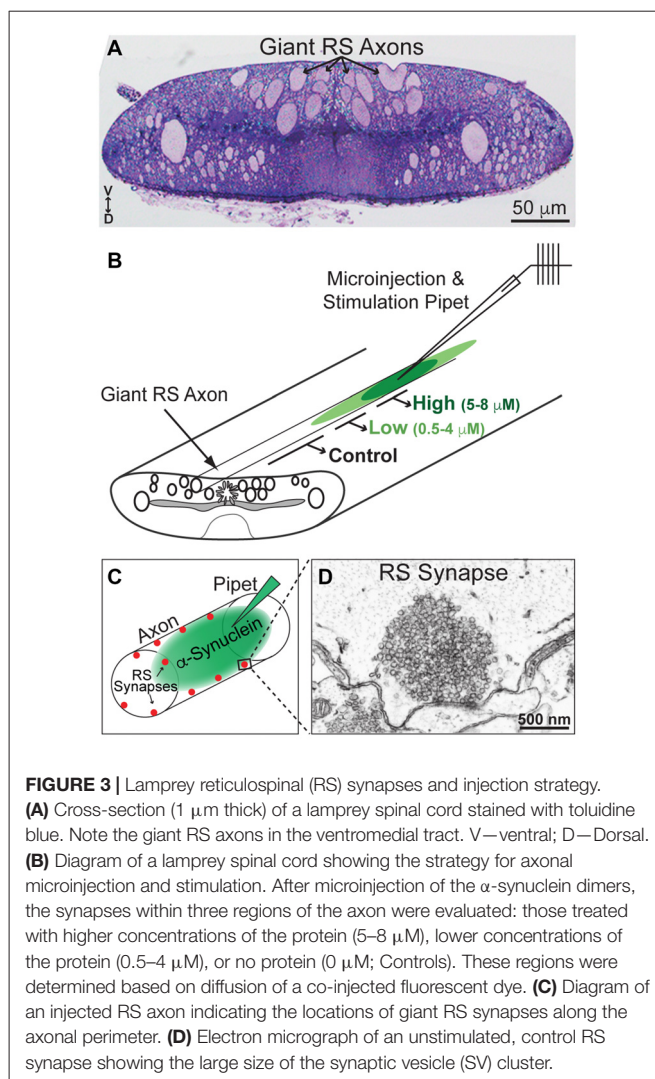 A
Giant RS Axons
V
D
50 μm
B
Microinjection &
Stimulation Pipet
Giant RS Axon
High (5-8 μM)
Low (0.5-4 μM)
Control
C
Pipet
Axon
α-Synuclein
RS
Synapses
D
RS Synapse
500 nm
FIGURE 3 | Lamprey reticulospinal (RS) synapses and injection strategy.
(A) Cross-section (1 μm thick) of a lamprey spinal cord stained with toluidine
blue. Note the giant RS axons in the ventromedial tract. V—ventral; D—Dorsal.
(B) Diagram of a lamprey spinal cord showing the strategy for axonal
microinjection and stimulation. After microinjection of the α-synuclein dimers,
the synapses within three regions of the axon were evaluated: those treated
with higher concentrations of the protein (5–8 μM), lower concentrations of
the protein (0.5–4 μM), or no protein (0 μM; Controls). These regions were
determined based on diffusion of a co-injected fluorescent dye. (C) Diagram of
an injected RS axon indicating the locations of giant RS synapses along the
axonal perimeter. (D) Electron micrograph of an unstimulated, control RS
synapse showing the large size of the synaptic vesicle (SV) cluster.